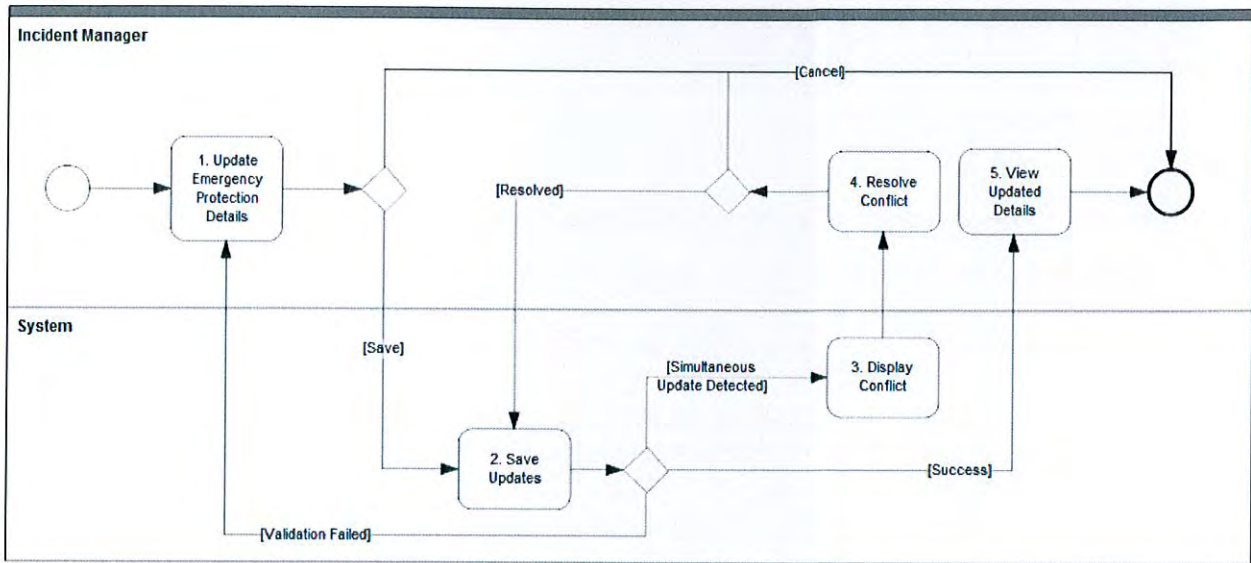 Incident Manager
[Cancel]
1. Update
Emergency
Protection
Details
[Resolved]
4. Resolve
Conflict
5. View
Updated
Details
System
[Save]
[Simultaneous
Update Detected]
3. Display
Conflict
2. Save
Updates
[Success]
[Validation Failed]